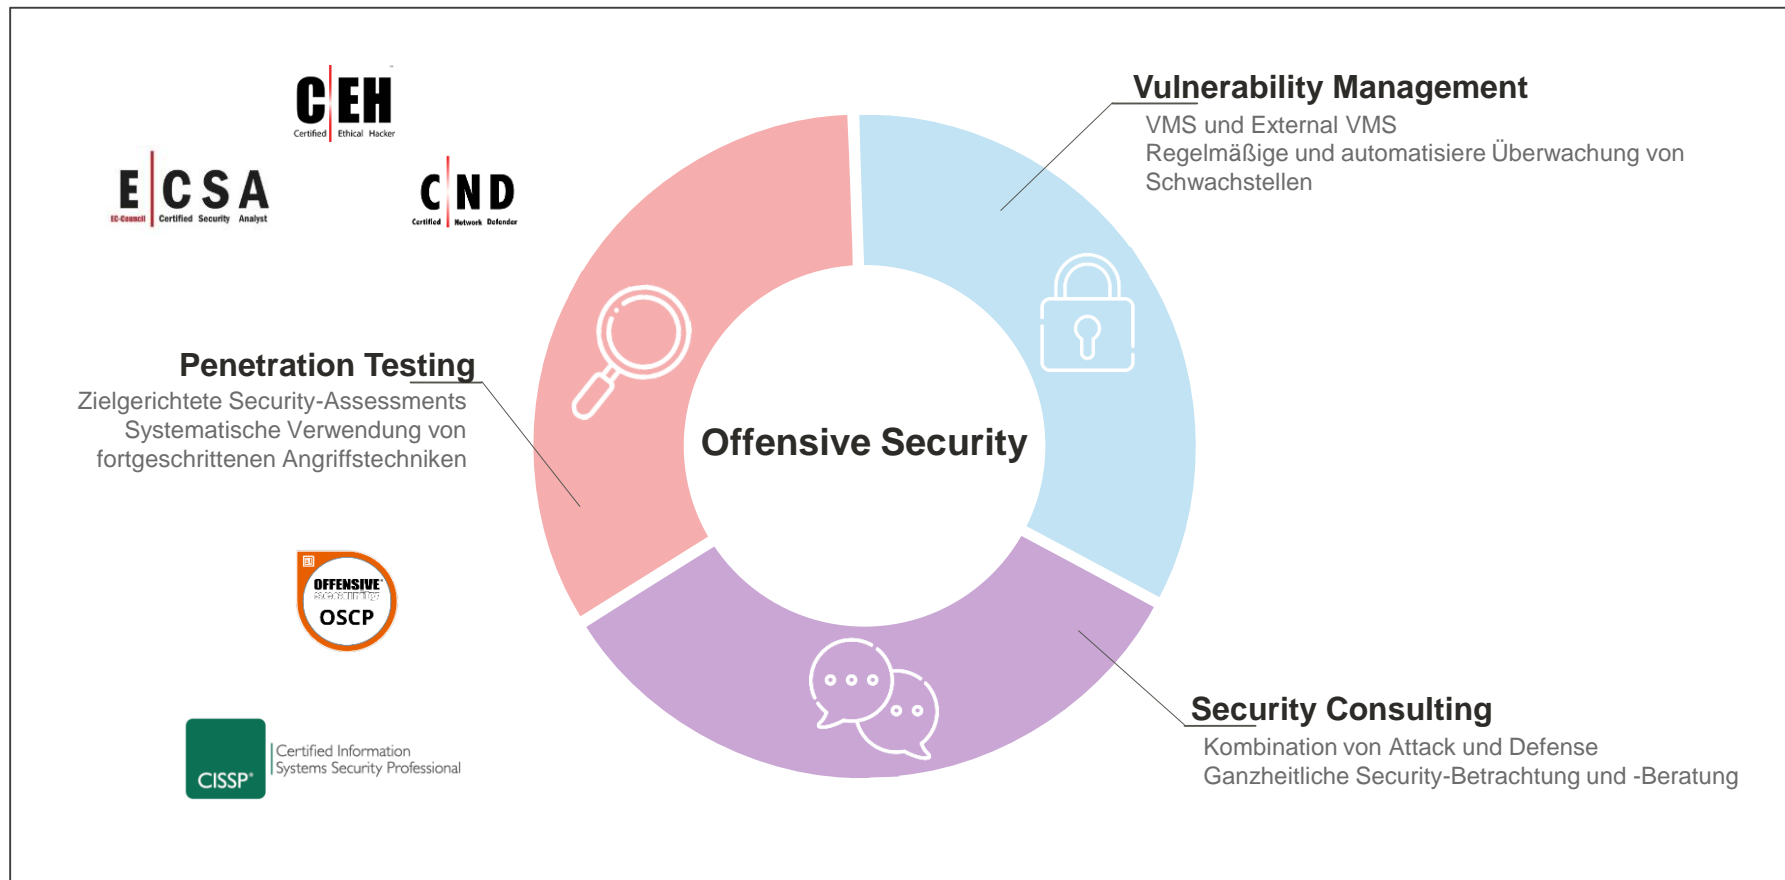 CEH
Certified Ethical Hacker
ECSA
EC-Council Certified Security Analyst
CND
Certified Network Defender
Vulnerability Management
VMS und External VMS
Regelmäßige und automatisiere Überwachung von
Schwachstellen
Penetration Testing
Zielgerichtete Security-Assessments
Systematische Verwendung von
fortgeschrittenen Angriffstechniken
Offensive Security
OFFENSIVE®
security
OSCP
CISSP®
Certified Information
Systems Security Professional
Security Consulting
Kombination von Attack und Defense
Ganzheitliche Security-Betrachtung und -Beratung